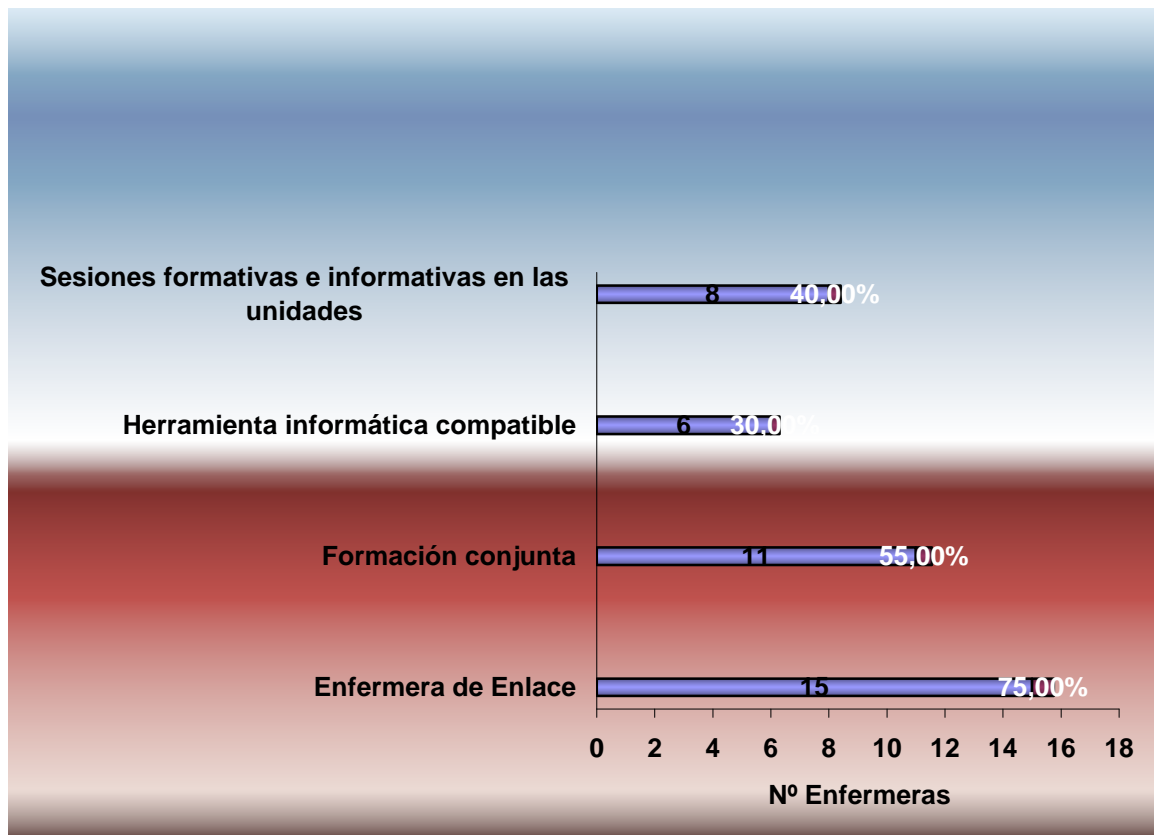 Sesiones formativas e informativas en las
unidades
8 40,00%
Herramienta informática compatible
6 30,00%
Formación conjunta
11 55,00%
Enfermera de Enlace
15 75,00%
0 2 4 6 8 10 12 14 16 18
Nº Enfermeras